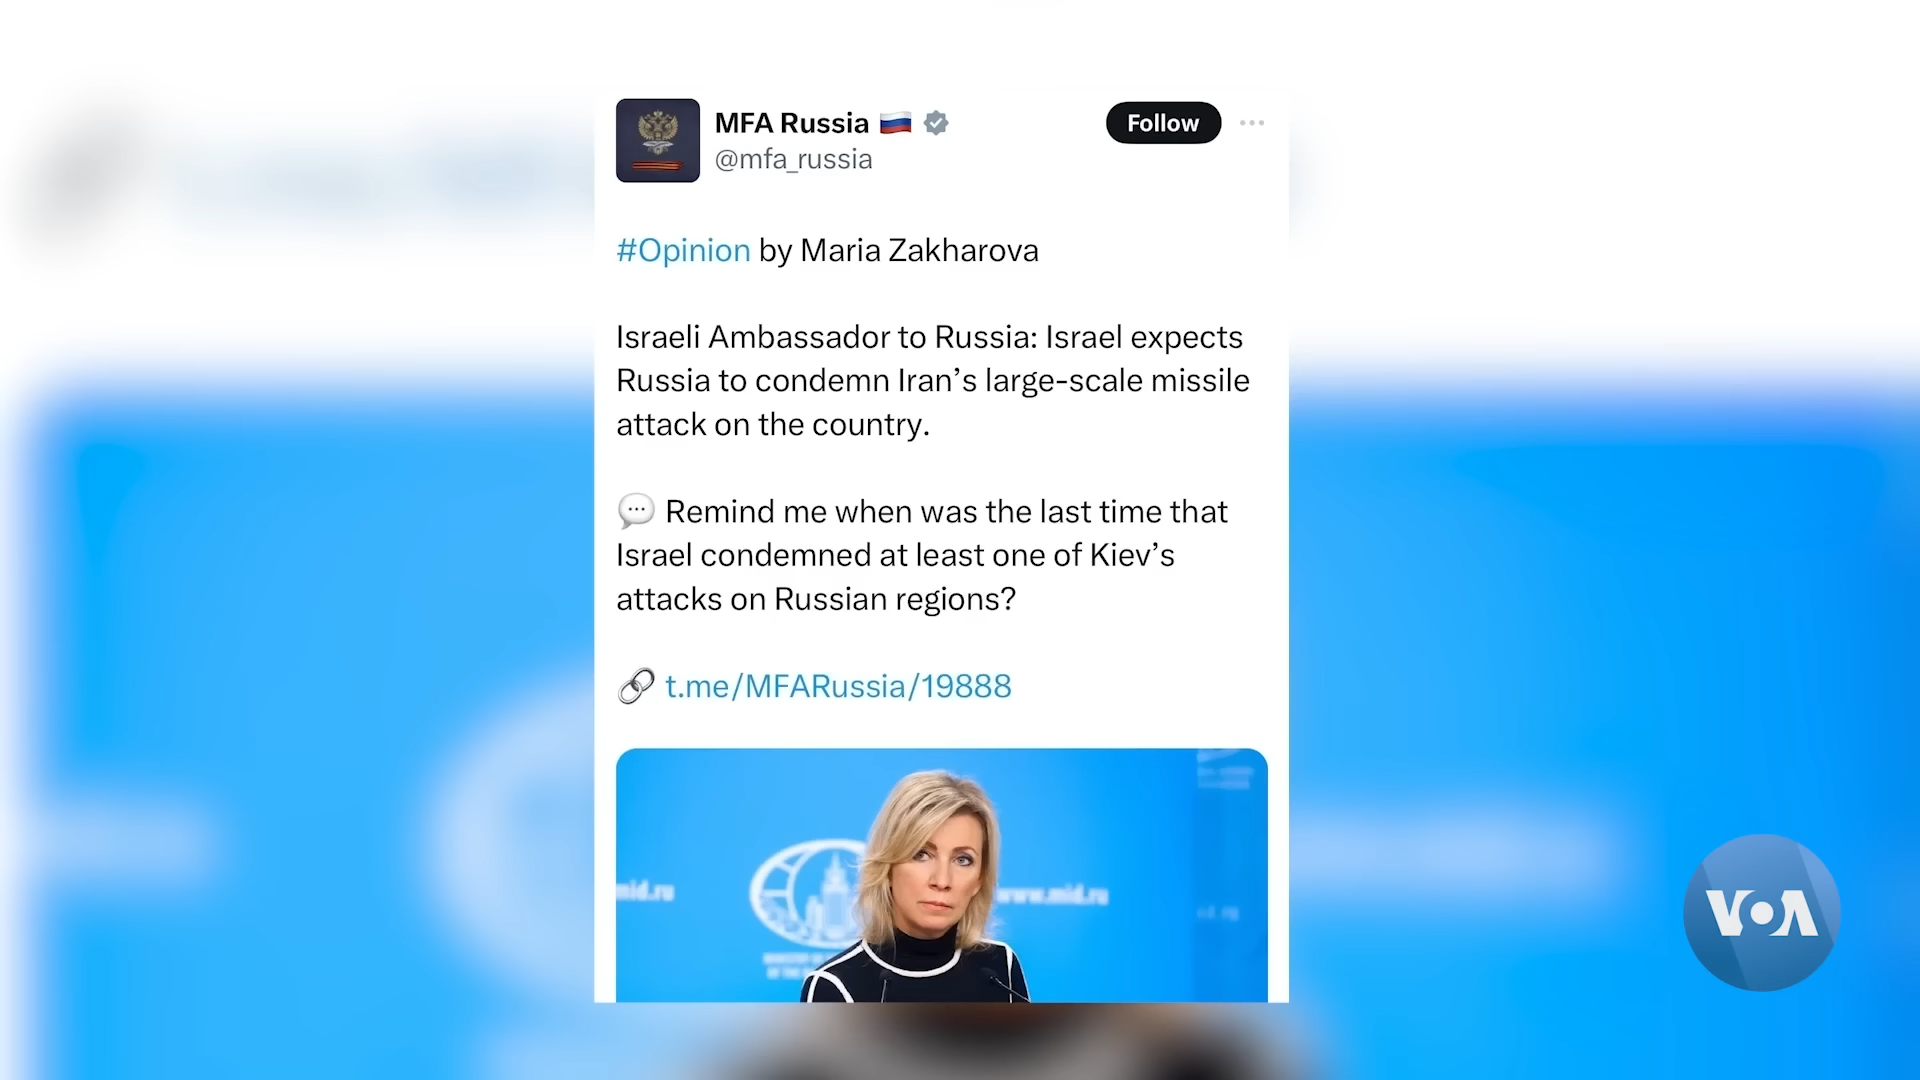 MFA Russia 🇷🇺
Follow
@mfa_russia
#Opinion by Maria Zakharova
Israeli Ambassador to Russia: Israel expects
Russia to condemn Iran’s large-scale missile
attack on the country.
💬 Remind me when was the last time that
Israel condemned at least one of Kiev’s
attacks on Russian regions?
🔗 t.me/MFARussia/19888
mid.ru
www.mid.ru
VOA